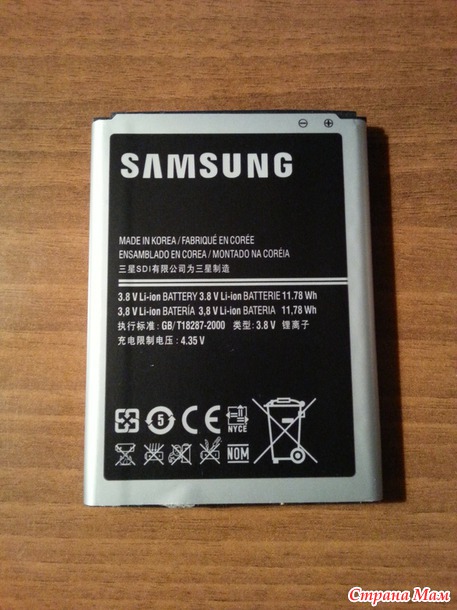 SAMSUNG
MADE IN KOREA / FABRIQUÉ EN CORÉE
ENSAMBLADO EN COREA / MONTADO NA CORÉIA
三星SDI有限公司为三星制造
3.8 V Li-ion BATTERY 3.8 V Li-ion BATTERIE 11.78 Wh
3,8 V Li-ion BATERÍA 3,8 V Li-ion BATERIA 11,78 Wh
执行标准: GB/T18287-2000 类型: 3.8 V 锂离子
充电限制电压: 4.35 V
5 CE NYCE
NOM
Страна Мам